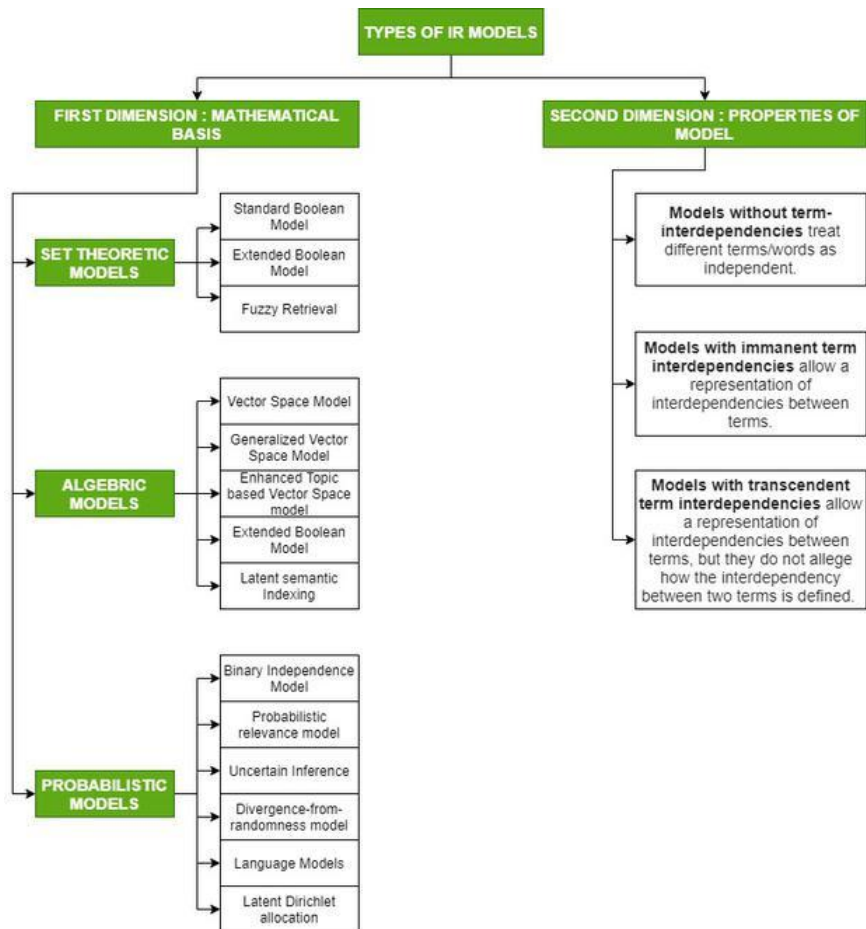 TYPES OF IR MODELS
FIRST DIMENSION : MATHEMATICAL
BASIS
SECOND DIMENSION : PROPERTIES OF
MODEL
SET THEORETIC
MODELS
Standard Boolean
Model
Extended Boolean
Model
Fuzzy Retrieval
ALGEBRIC
MODELS
Vector Space Model
Generalized Vector
Space Model
Enhanced Topic
based Vector Space
model
Extended Boolean
Model
Latent semantic
Indexing
PROBABILISTIC
MODELS
Binary Independence
Model
Probabilistic
relevance model
Uncertain Inference
Divergence-from-
randomness model
Language Models
Latent Dirichlet
allocation
Models without term-
interdependencies treat
different terms/words as
independent.
Models with immanent term
interdependencies allow a
representation of
interdependencies between
terms.
Models with transcendent
term interdependencies allow
a representation of
interdependencies between
terms, but they do not allege
how the interdependency
between two terms is defined.